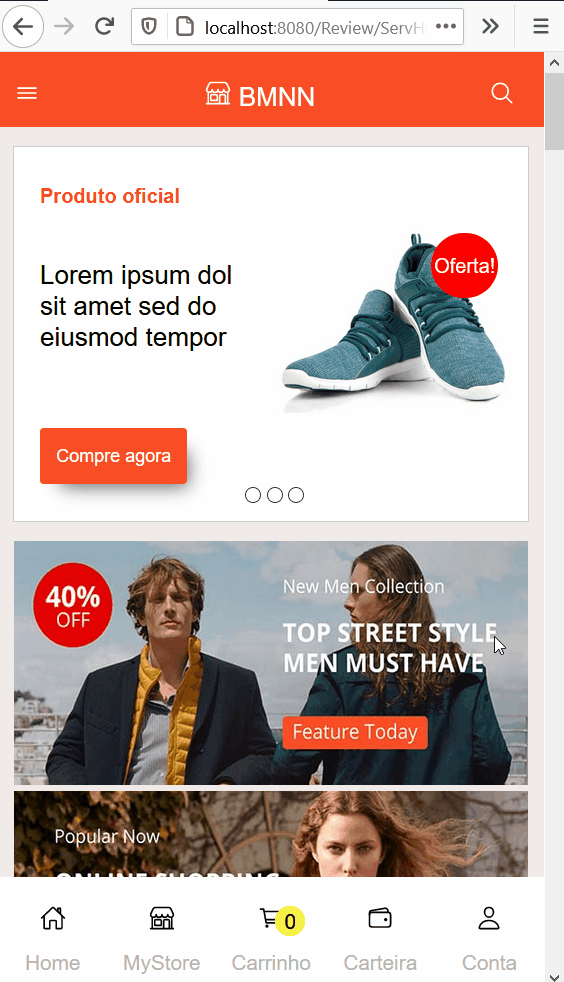 localhost:8080/Review/ServH
BMNN
Produto oficial
Oferta!
Lorem ipsum dol
sit amet sed do
eiusmod tempor
Compre agora
40%
OFF
New Men Collection
TOP STREET STYLE
MEN MUST HAVE
Feature Today
Popular Now
ONLINE SHOPPING
0
Home
MyStore
Carrinho
Carteira
Conta